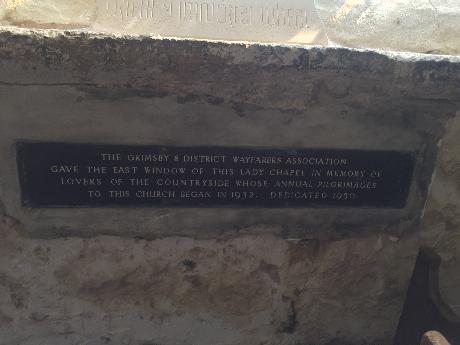 THE GRIMSBY & DISTRICT WAYFARERS ASSOCIATION
GAVE THE EAST WINDOW OF THIS LADY CHAPEL IN MEMORY OF
LOVERS OF THE COUNTRYSIDE WHOSE ANNUAL PILGRIMAGES
TO THIS CHURCH BEGAN IN 1932. DEDICATED 1950.